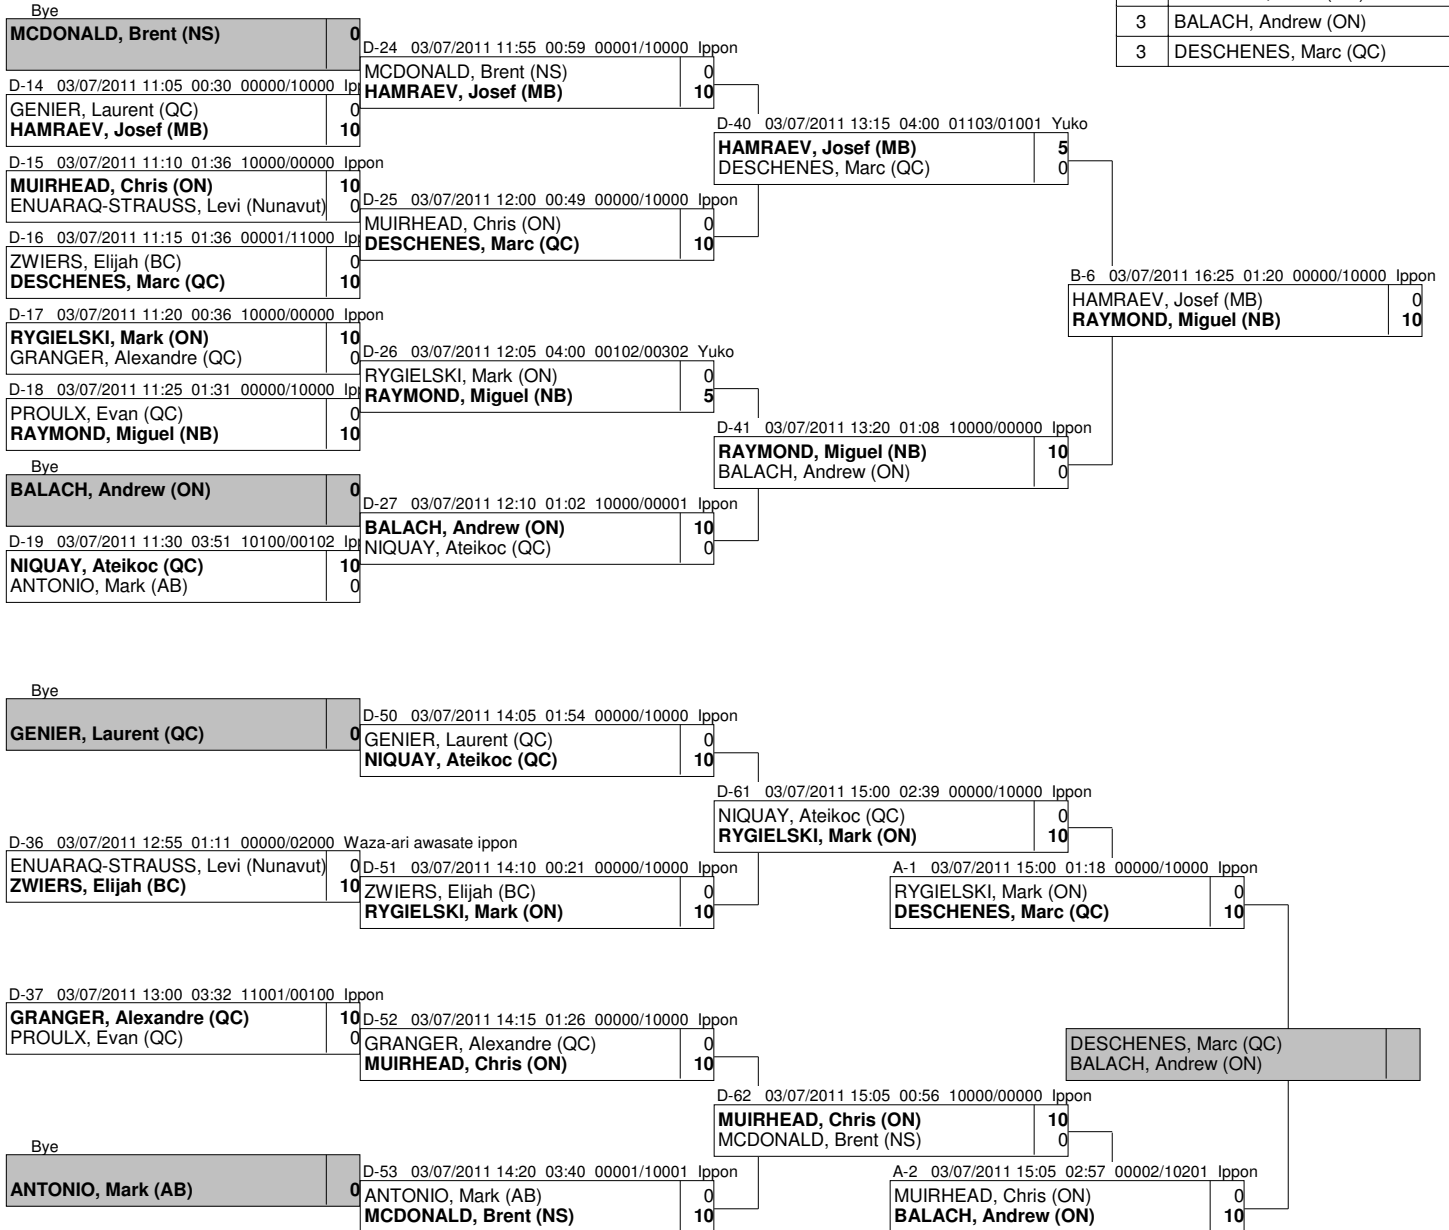 3 BALACH, Andrew (ON)
3 DESCHENES, Marc (QC)
Bye
MCDONALD, Brent (NS) 0
D-14 03/07/2011 11:05 00:30 00000/10000 Ip
GENIER, Laurent (QC) 0
HAMRAEV, Josef (MB) 10
D-15 03/07/2011 11:10 01:36 10000/00000 Ippon
MUIRHEAD, Chris (ON) 10
ENUARAQ-STRAUSS, Levi (Nunavut) 0
D-16 03/07/2011 11:15 01:36 00001/11000 Ip
ZWIERS, Elijah (BC) 0
DESCHENES, Marc (QC) 10
D-17 03/07/2011 11:20 00:36 10000/00000 Ippon
RYGIELSKI, Mark (ON) 10
GRANGER, Alexandre (QC) 0
D-18 03/07/2011 11:25 01:31 00000/10000 Ip
PROULX, Evan (QC) 0
RAYMOND, Miguel (NB) 10
Bye
BALACH, Andrew (ON) 0
D-19 03/07/2011 11:30 03:51 10100/00102 Ip
NIQUAY, Ateikoc (QC) 10
ANTONIO, Mark (AB) 0
D-24 03/07/2011 11:55 00:59 00001/10000 Ippon
MCDONALD, Brent (NS) 0
HAMRAEV, Josef (MB) 10
D-25 03/07/2011 12:00 00:49 00000/10000 Ippon
MUIRHEAD, Chris (ON) 0
DESCHENES, Marc (QC) 10
D-26 03/07/2011 12:05 04:00 00102/00302 Yuko
RYGIELSKI, Mark (ON) 0
RAYMOND, Miguel (NB) 5
D-27 03/07/2011 12:10 01:02 10000/00001 Ippon
BALACH, Andrew (ON) 10
NIQUAY, Ateikoc (QC) 0
D-40 03/07/2011 13:15 04:00 01103/01001 Yuko
HAMRAEV, Josef (MB) 5
DESCHENES, Marc (QC) 0
D-41 03/07/2011 13:20 01:08 10000/00000 Ippon
RAYMOND, Miguel (NB) 10
BALACH, Andrew (ON) 0
B-6 03/07/2011 16:25 01:20 00000/10000 Ippon
HAMRAEV, Josef (MB) 0
RAYMOND, Miguel (NB) 10
Bye
GENIER, Laurent (QC) 0
D-36 03/07/2011 12:55 01:11 00000/02000 Waza-ari awasate ippon
ENUARAQ-STRAUSS, Levi (Nunavut) 0
ZWIERS, Elijah (BC) 10
D-37 03/07/2011 13:00 03:32 11001/00100 Ippon
GRANGER, Alexandre (QC) 10
PROULX, Evan (QC) 0
Bye
ANTONIO, Mark (AB) 0
D-50 03/07/2011 14:05 01:54 00000/10000 Ippon
GENIER, Laurent (QC) 0
NIQUAY, Ateikoc (QC) 10
D-51 03/07/2011 14:10 00:21 00000/10000 Ippon
ZWIERS, Elijah (BC) 0
RYGIELSKI, Mark (ON) 10
D-52 03/07/2011 14:15 01:26 00000/10000 Ippon
GRANGER, Alexandre (QC) 0
MUIRHEAD, Chris (ON) 10
D-53 03/07/2011 14:20 03:40 00001/10001 Ippon
ANTONIO, Mark (AB) 0
MCDONALD, Brent (NS) 10
D-61 03/07/2011 15:00 02:39 00000/10000 Ippon
NIQUAY, Ateikoc (QC) 0
RYGIELSKI, Mark (ON) 10
D-62 03/07/2011 15:05 00:56 10000/00000 Ippon
MUIRHEAD, Chris (ON) 10
MCDONALD, Brent (NS) 0
A-1 03/07/2011 15:00 01:18 00000/10000 Ippon
RYGIELSKI, Mark (ON) 0
DESCHENES, Marc (QC) 10
A-2 03/07/2011 15:05 02:57 00002/10201 Ippon
MUIRHEAD, Chris (ON) 0
BALACH, Andrew (ON) 10
DESCHENES, Marc (QC)
BALACH, Andrew (ON)